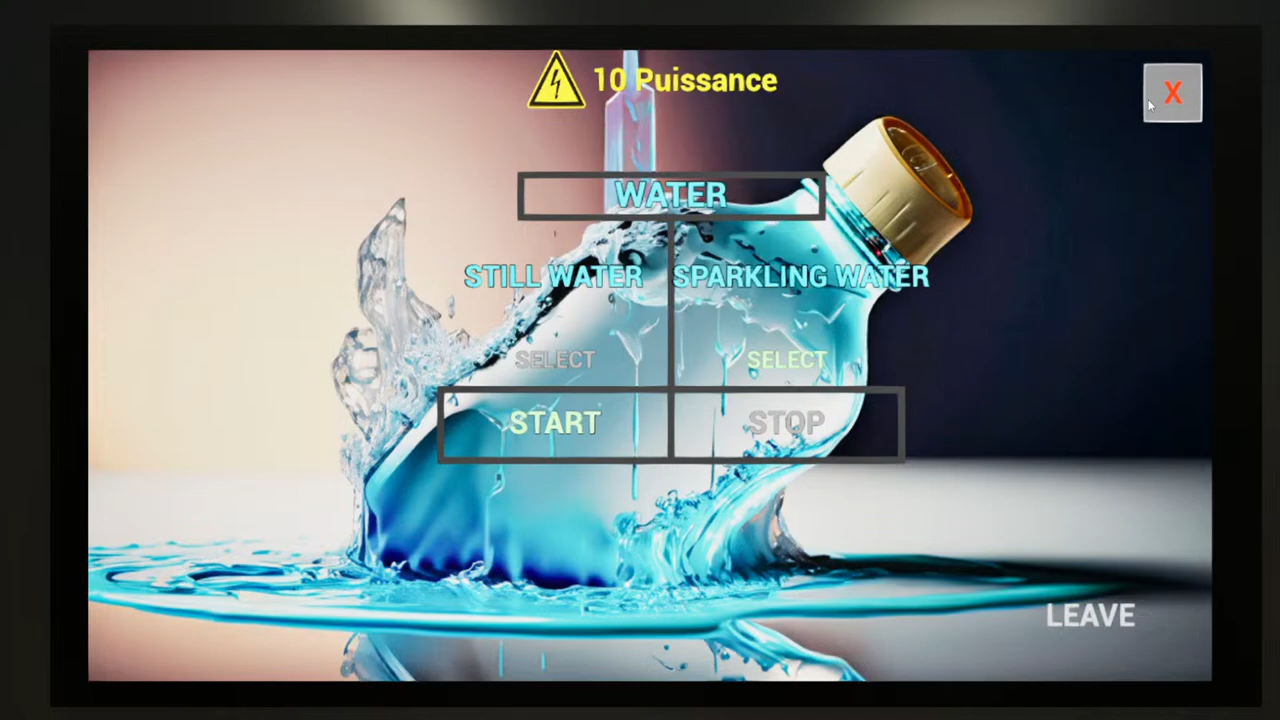 10 Puissance
X
WATER
STILL WATER
SPARKLING WATER
SELECT
SELECT
START
STOP
LEAVE